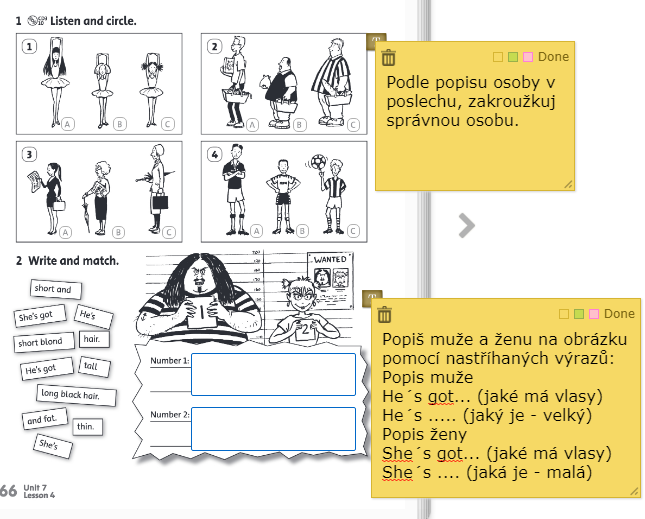 1 Listen and circle.
1
A
B
C
2
A
B
C
3
A
B
C
4
A
B
C
Done
Podle popisu osoby v
poslechu, zakroužkuj
správnou osobu.
2 Write and match.
short and
She's got
He's
short blond
hair.
He's got
tall
long black hair.
and fat.
thin.
She's
WANTED
1
2
Number 1:
Number 2:
Done
Popiš muže a ženu na obrázku
pomocí nastříhaných výrazů:
Popis muže
He´s got... (jaké má vlasy)
He´s ..... (jaký je - velký)
Popis ženy
She´s got... (jaká má vlasy)
She´s .... (jaká je - malá)
66 Unit 7
Lesson 4